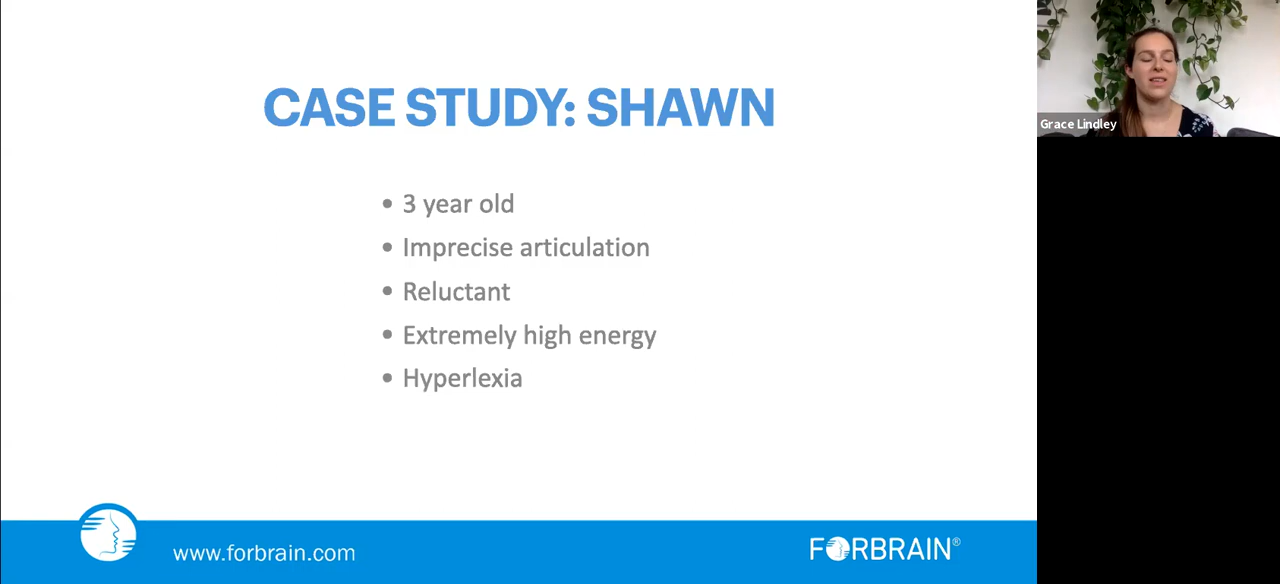 CASE STUDY: SHAWN
• 3 year old
• Imprecise articulation
• Reluctant
• Extremely high energy
• Hyperlexia
www.forbrain.com
FORBRAIN®
Grace Lindley